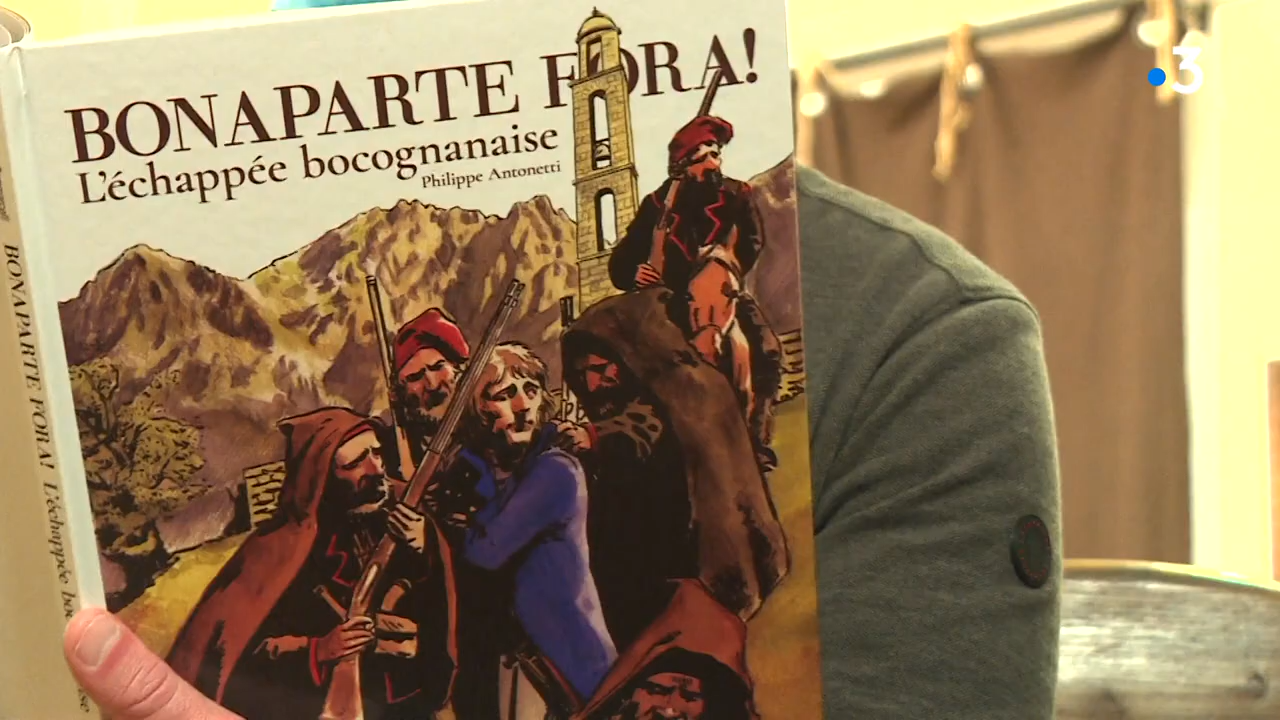 BONAPARTE FORA!
L'échappée bocognanaise
Philippe Antonetti
BONAPARTE FORA! L'échappée
3